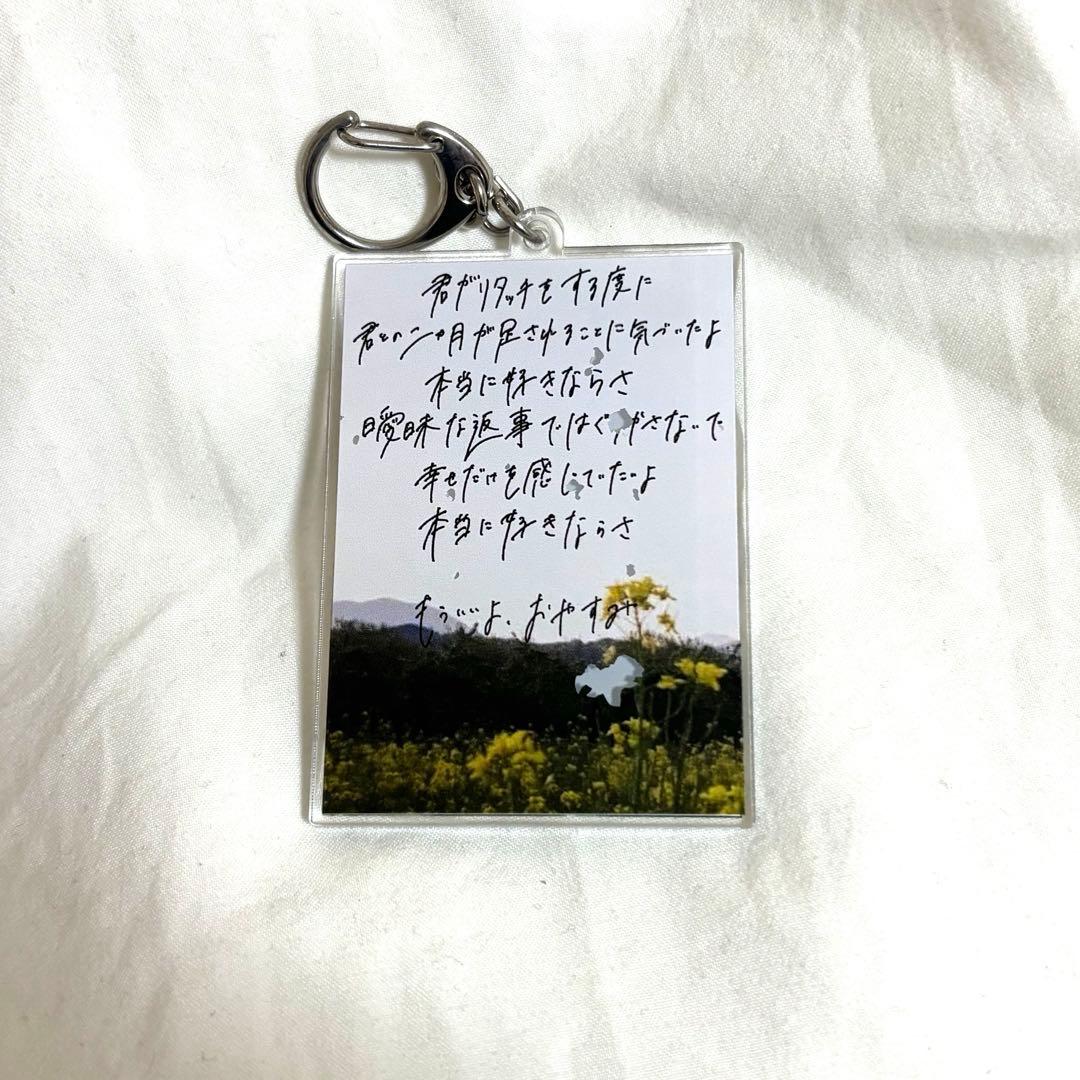 君がリタッチをする度に
君との二ヶ月が足されることに気づいたよ
本当に好きならさ
曖昧な返事ではぐらかさないで
幸せだけを感じてたいよ
本当に好きならさ
もういいよ、おやすみ